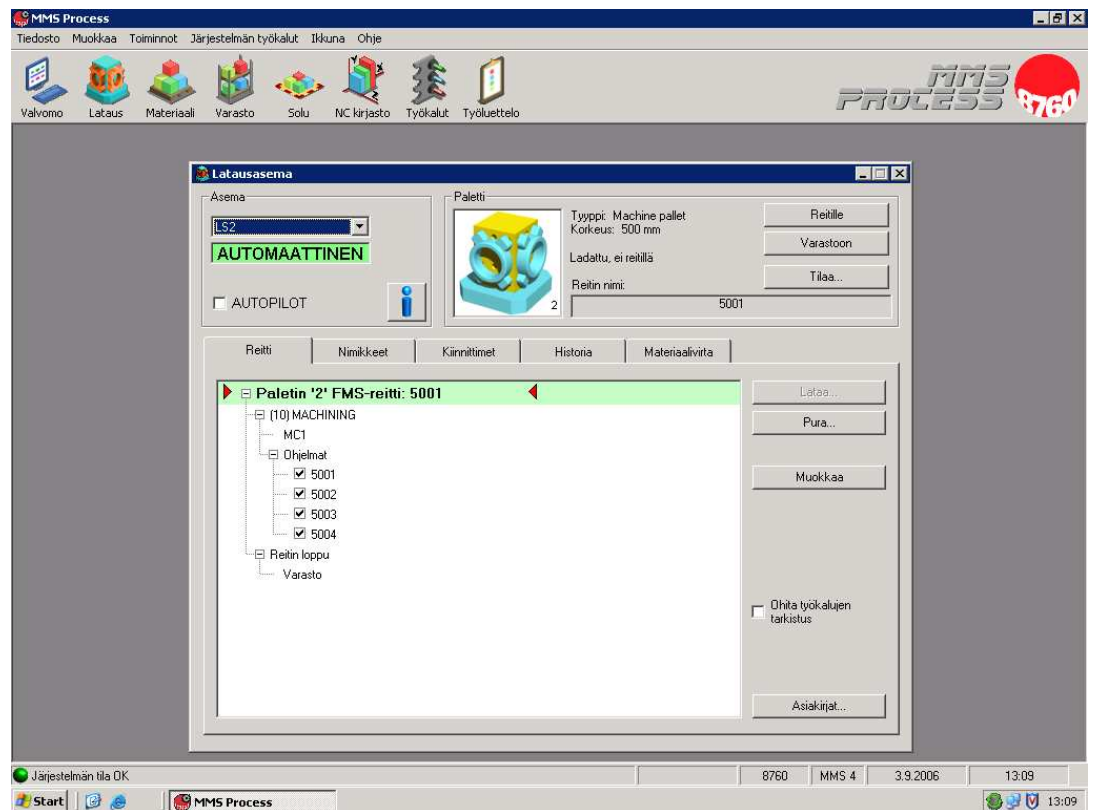 MMS Process
Tiedosto Muokkaa Toiminnot Järjestelmän työkalut Ikkuna Ohje
Valvomo Lataus Materiaali Varasto Solu NC kirjasto Työkalut Työluettelo
MMS
PROCESS
8760
Latausasema
Asema
LS2
AUTOMAATTINEN
AUTOPILOT
Paletti
2
Tyyppi: Machine pallet
Korkeus: 500 mm
Ladattu, ei reitillä
Reitin nimi:
5001
Reitille
Varastoon
Tilaa...
Reitti Nimikkeet Kiinnittimet Historia Materiaalivirta
Paletin '2' FMS-reitti: 5001
(10) MACHINING
MC1
Ohjelmat
5001
5002
5003
5004
Reitin loppu
Varasto
Lataa...
Pura...
Muokkaa
Ohita työkalujen
tarkistus
Asiakirjat...
Järjestelmän tila OK 8760 MMS 4 3.9.2006 13:09
Start MMS Process 13:09